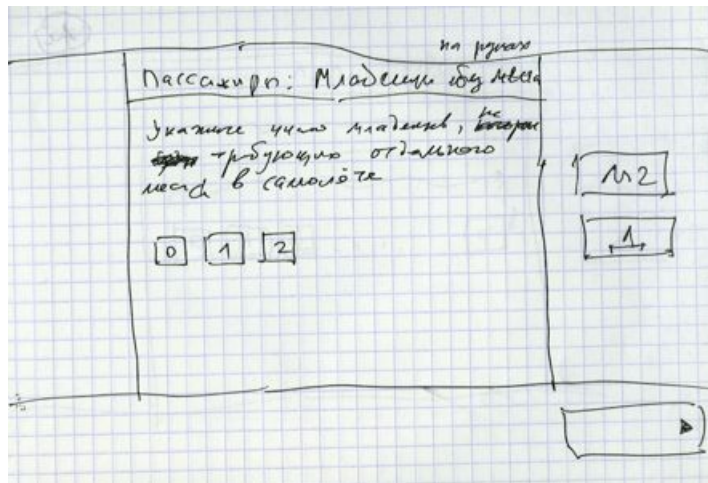 на руках
Пассажиры: Младенцы без места
Укажите число младенцев, не
требующих отдельного
места в самолёте
0 1 2
м2
1